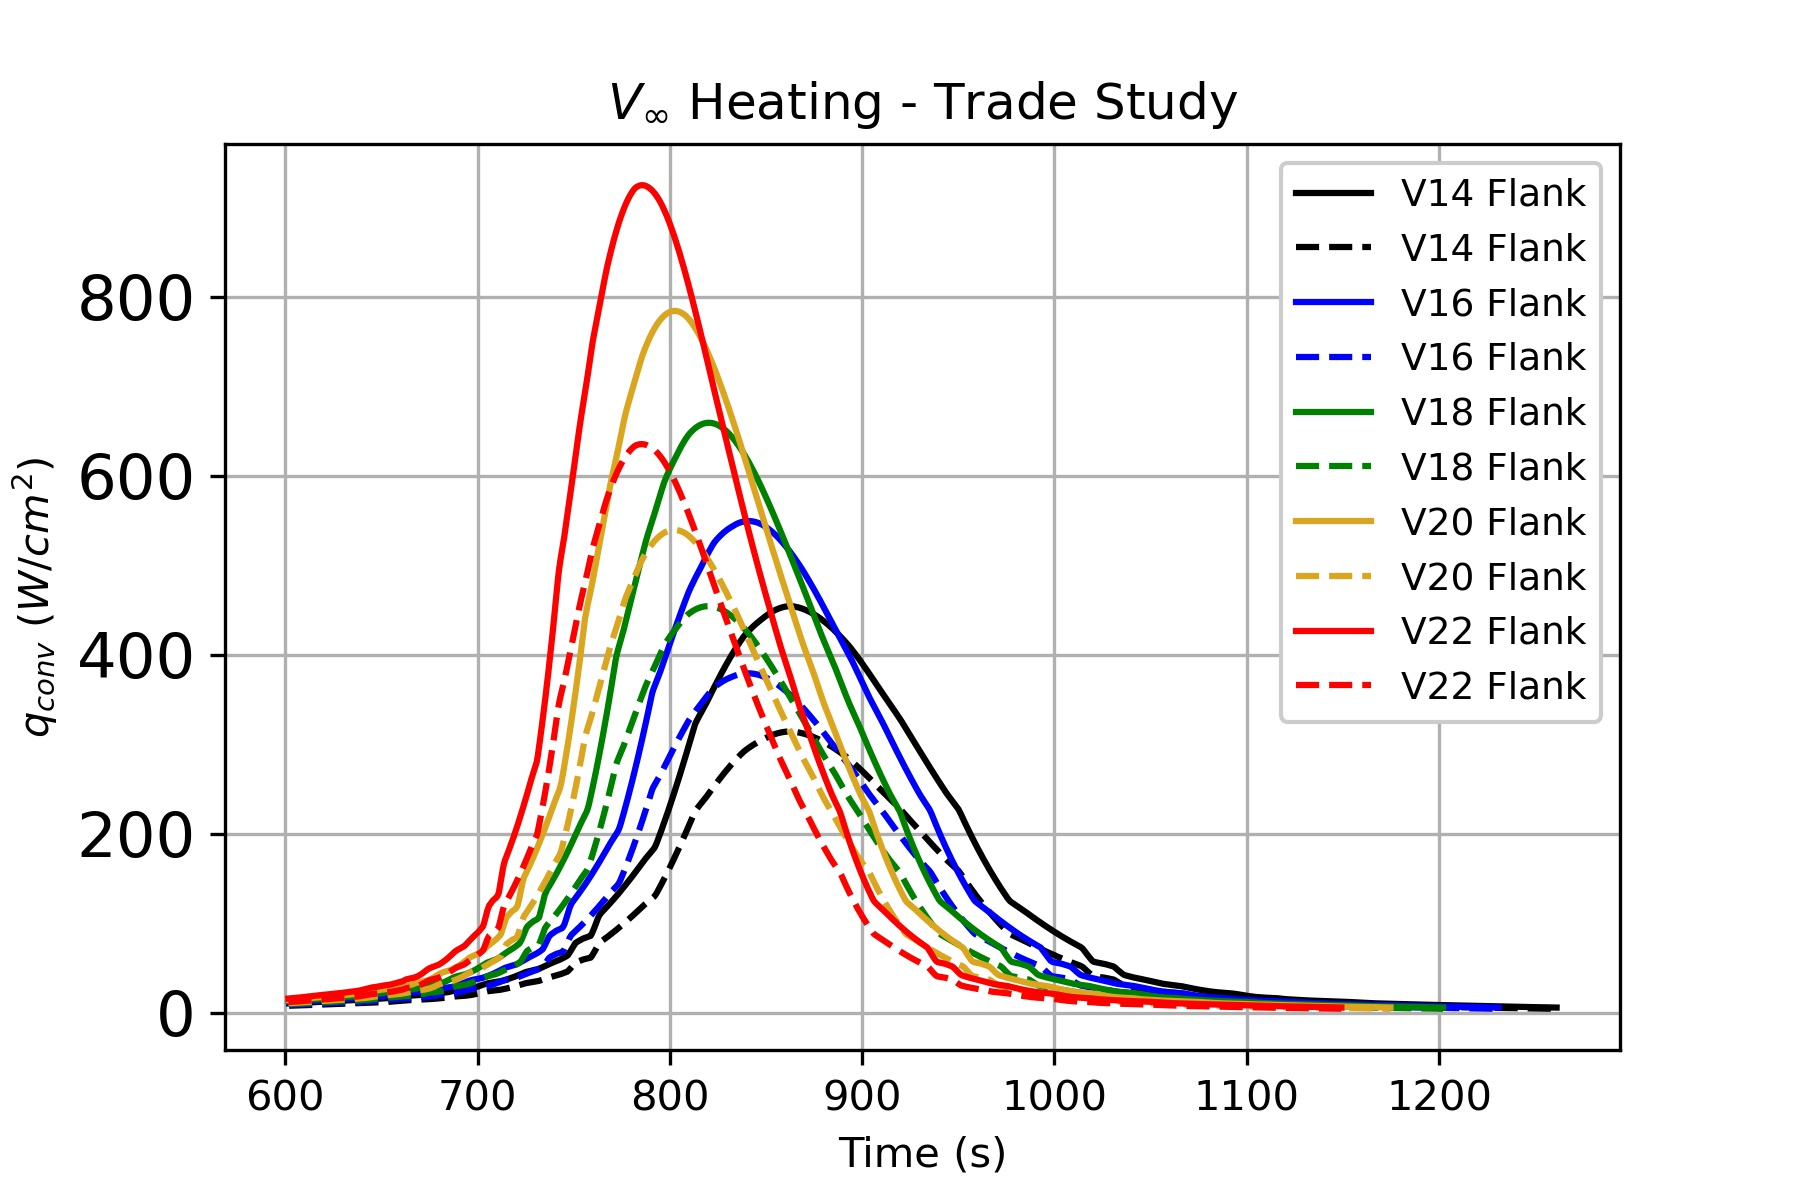 V∞ Heating - Trade Study
q_conv (W/cm²)
800
600
400
200
0
600 700 800 900 1000 1100 1200
Time (s)
V14 Flank
V14 Flank
V16 Flank
V16 Flank
V18 Flank
V18 Flank
V20 Flank
V20 Flank
V22 Flank
V22 Flank